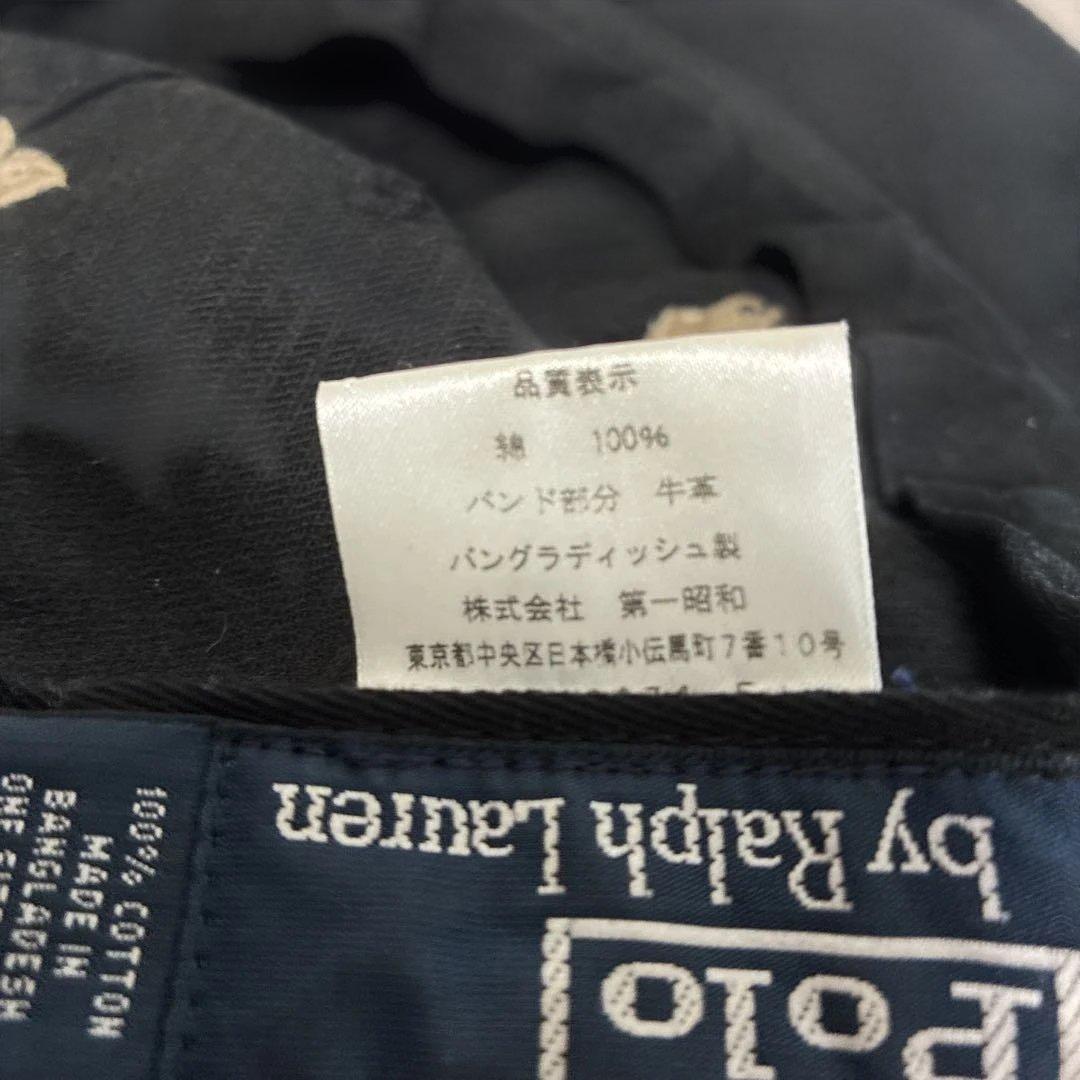 品質表示
綿 100%
バンド部分 牛革
バングラディッシュ製
株式会社 第一昭和
東京都中央区日本橋小伝馬町7番10号
Polo
by Ralph Lauren
100% COTTON
MADE IN
BANGLADESH
ONE SIZE